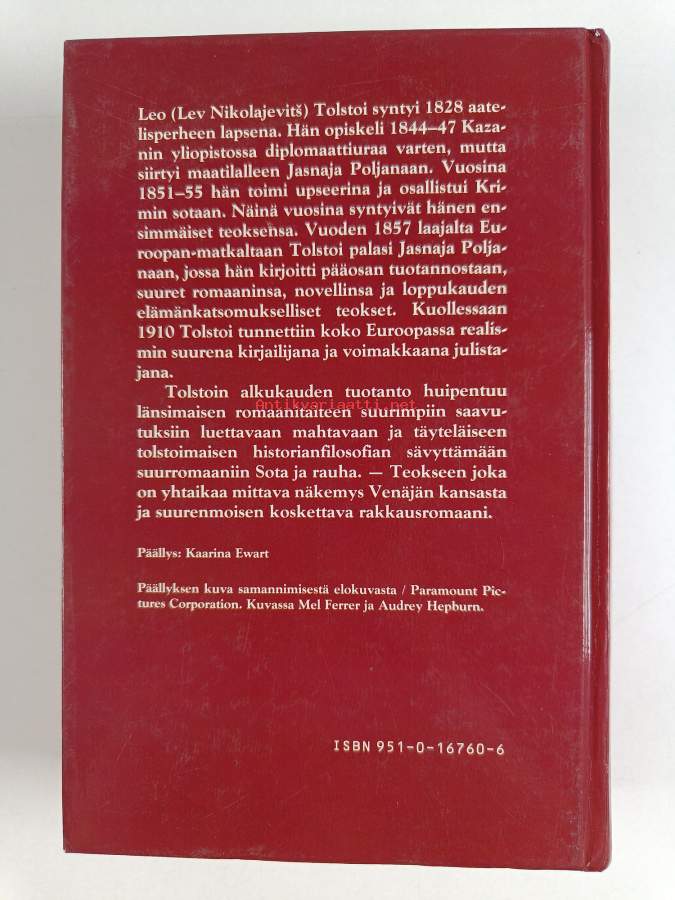 Leo (Lev Nikolajevitš) Tolstoi syntyi 1828 aate-
lisperheen lapsena. Hän opiskeli 1844–47 Kaza-
nin yliopistossa diplomaattiuraa varten, mutta
siirtyi maatilalleen Jasnaja Poljanaan. Vuosina
1851–55 hän toimi upseerina ja osallistui Kri-
min sotaan. Näinä vuosina syntyivät hänen en-
simmäiset teoksensa. Vuoden 1857 laajalta Eu-
roopan-matkaltaan Tolstoi palasi Jasnaja Polja-
naan, jossa hän kirjoitti pääosan tuotannostaan,
suuret romaaninsa, novellinsa ja loppukauden
elämänkatsomukselliset teokset. Kuollessaan
1910 Tolstoi tunnettiin koko Euroopassa realis-
min suurena kirjailijana ja voimakkaana julista-
jana.
Tolstoin alkukauden tuotanto huipentuu
länsimaisen romaanitaiteen suurimpiin saavu-
Antikvariaatti.net
tuksiin luettavaan mahtavaan ja täyteläiseen
tolstoimaisen historianfilosofian sävyttämään
suurromaaniin Sota ja rauha. — Teokseen joka
on yhtaikaa mittava näkemys Venäjän kansasta
ja suurenmoisen koskettava rakkausromaani.
Päällys: Kaarina Ewart
Päällyksen kuva samannimisestä elokuvasta / Paramount Pic-
tures Corporation. Kuvassa Mel Ferrer ja Audrey Hepburn.
ISBN 951-0-16760-6